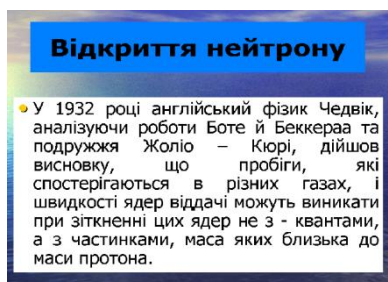 Відкриття нейтрону
У 1932 році англійський фізик Чедвік,
аналізуючи роботи Боте й Беккераа та
подружжя Жоліо – Кюрі, дійшов
висновку, що пробіги, які
спостерігаються в різних газах, і
швидкості ядер віддачі можуть виникати
при зіткненні цих ядер не з - квантами,
а з частинками, маса яких близька до
маси протона.